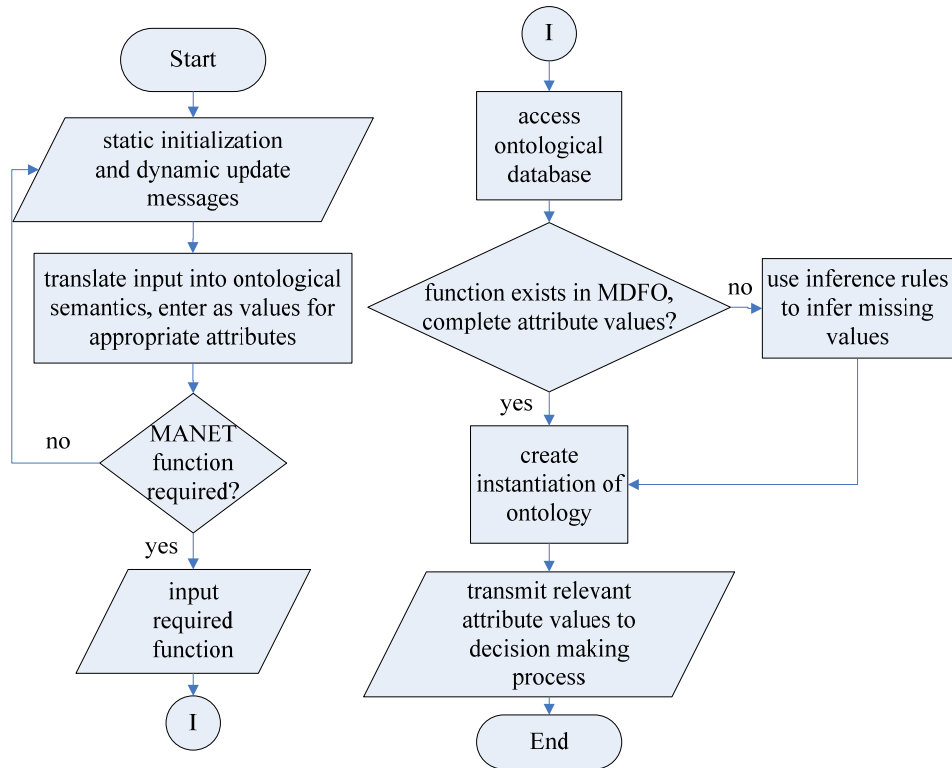 Start
static initialization
and dynamic update
messages
translate input into ontological
semantics, enter as values for
appropriate attributes
no
MANET
function
required?
yes
input
required
function
I
I
access
ontological
database
function exists in MDFO,
complete attribute values?
no
use inference rules
to infer missing
values
yes
create
instantiation of
ontology
transmit relevant
attribute values to
decision making
process
End